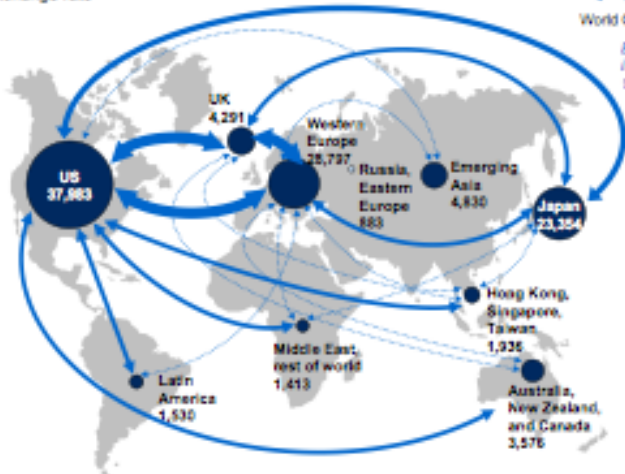 World
UK
4,291
Western
Europe
28,797
US
37,983
Russia,
Eastern
Europe
883
Emerging
Asia
4,830
Japan
23,354
Hong Kong,
Singapore,
Taiwan
1,936
Middle East,
rest of world
1,413
Latin
America
1,530
Australia,
New Zealand,
and Canada
3,576